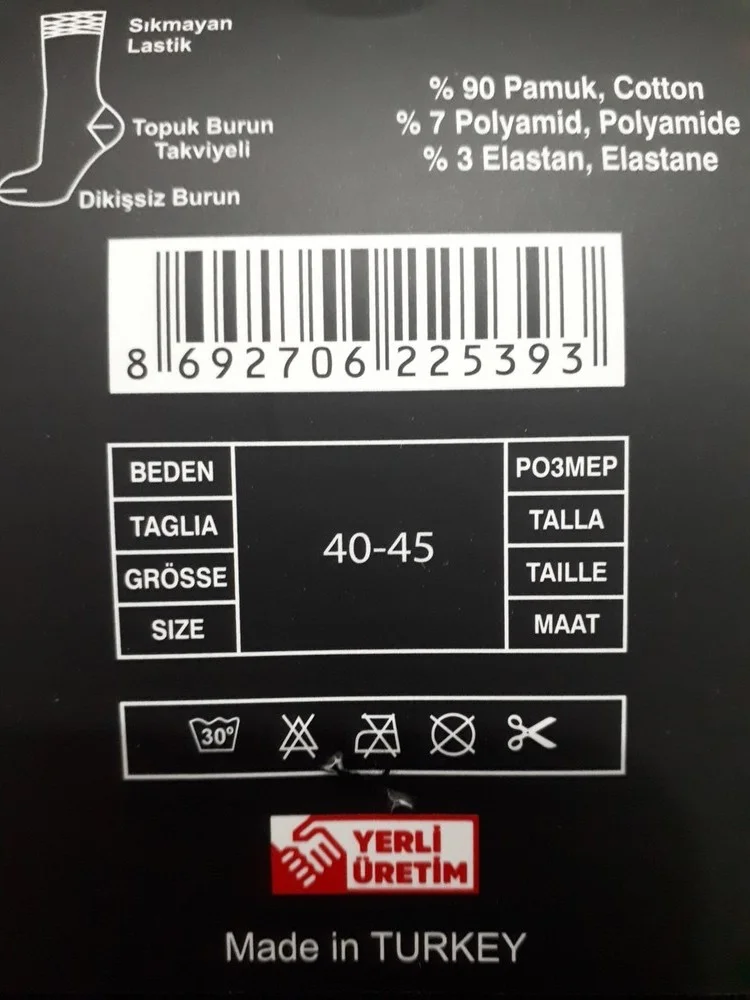 Sıkmayan
Lastik
Topuk Burun
Takviyeli
Dikişsiz Burun
% 90 Pamuk, Cotton
% 7 Polyamid, Polyamide
% 3 Elastan, Elastane
8 692706 225393
BEDEN
TAGLIA
GRÖSSE
SIZE
40-45
PO3MEP
TALLA
TAILLE
MAAT
30°
YERLİ
ÜRETİM
Made in TURKEY